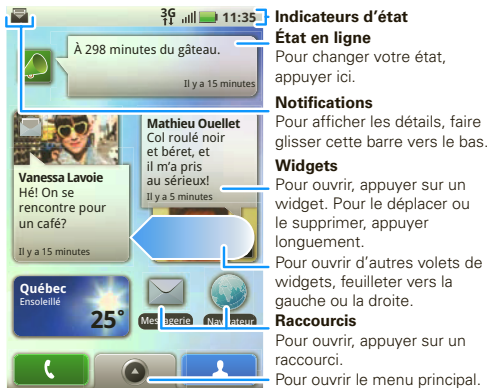 3G
11:35
À 298 minutes du gâteau.
Il y a 15 minutes
Mathieu Ouellet
Col roulé noir
et béret, et
il m'a pris
au sérieux!
Il y a 5 minutes
Vanessa Lavoie
Hé! On se
rencontre pour
un café?
Il y a 15 minutes
Québec
Ensoleillé
25°
Messagerie
Navigateur
Indicateurs d'état
État en ligne
Pour changer votre état,
appuyer ici.
Notifications
Pour afficher les détails, faire
glisser cette barre vers le bas.
Widgets
Pour ouvrir, appuyer sur un
widget. Pour le déplacer ou
le supprimer, appuyer
longuement.
Pour ouvrir d'autres volets de
widgets, feuilleter vers la
gauche ou la droite.
Raccourcis
Pour ouvrir, appuyer sur un
raccourci.
Pour ouvrir le menu principal.